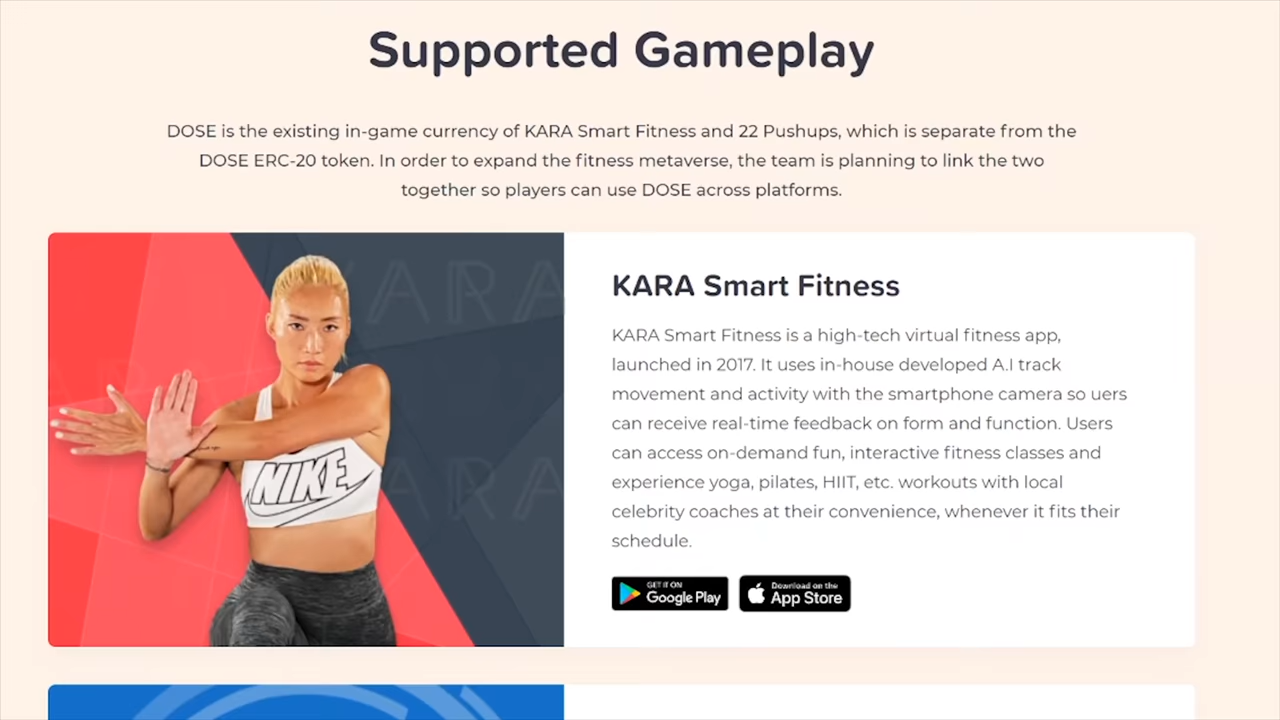 Supported Gameplay
DOSE is the existing in-game currency of KARA Smart Fitness and 22 Pushups, which is separate from the
DOSE ERC-20 token. In order to expand the fitness metaverse, the team is planning to link the two
together so players can use DOSE across platforms.
KARA
KARA
NIKE
KARA Smart Fitness
KARA Smart Fitness is a high-tech virtual fitness app,
launched in 2017. It uses in-house developed A.I track
movement and activity with the smartphone camera so uers
can receive real-time feedback on form and function. Users
can access on-demand fun, interactive fitness classes and
experience yoga, pilates, HIIT, etc. workouts with local
celebrity coaches at their convenience, whenever it fits their
schedule.
GET IT ON
Google Play
Download on the
App Store